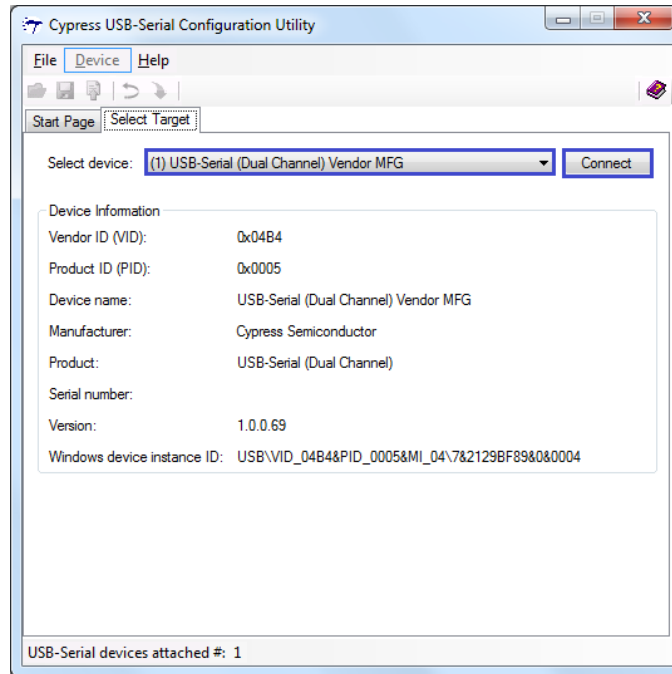 Cypress USB-Serial Configuration Utility
File Device Help
Start Page Select Target
Select device: (1) USB-Serial (Dual Channel) Vendor MFG Connect
Device Information
Vendor ID (VID): 0x04B4
Product ID (PID): 0x0005
Device name: USB-Serial (Dual Channel) Vendor MFG
Manufacturer: Cypress Semiconductor
Product: USB-Serial (Dual Channel)
Serial number:
Version: 1.0.0.69
Windows device instance ID: USB\VID_04B4&PID_0005&MI_04\7&2129BF89&0&0004
USB-Serial devices attached #: 1